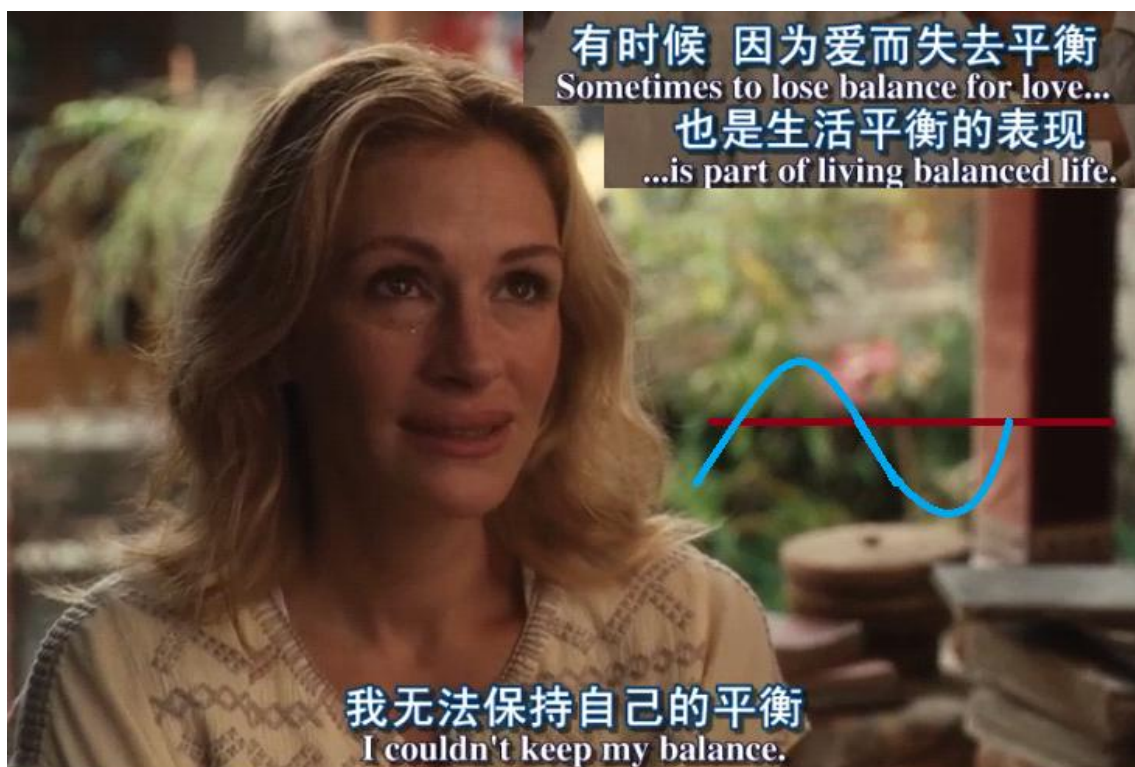 有时候 因为爱而失去平衡
Sometimes to lose balance for love...
也是生活平衡的表现
...is part of living balanced life.
我无法保持自己的平衡
I couldn't keep my balance.